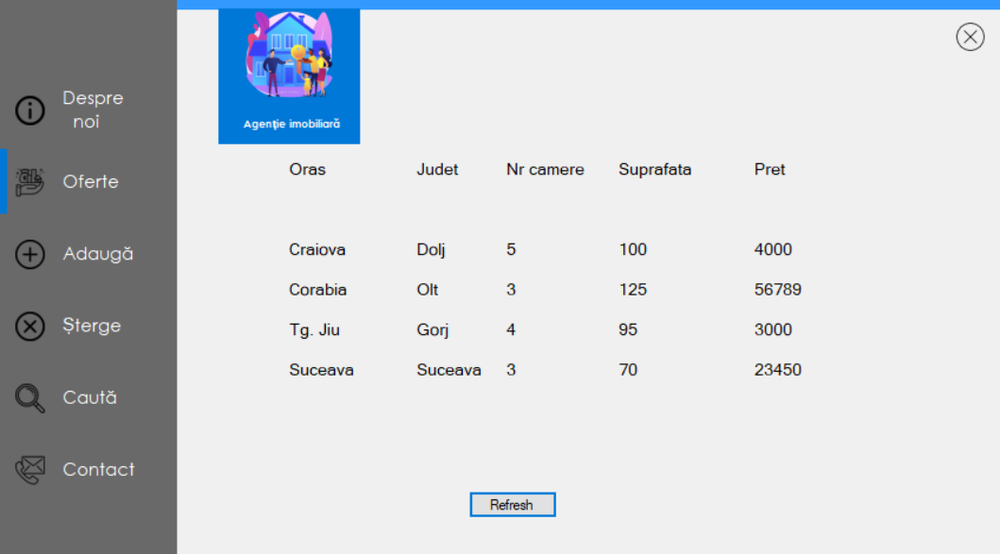 Despre
noi
Oferte
Adaugă
Șterge
Caută
Contact
Agenție imobiliară
Oras Judet Nr camere Suprafata Pret
Craiova Dolj 5 100 4000
Corabia Olt 3 125 56789
Tg. Jiu Gorj 4 95 3000
Suceava Suceava 3 70 23450
Refresh